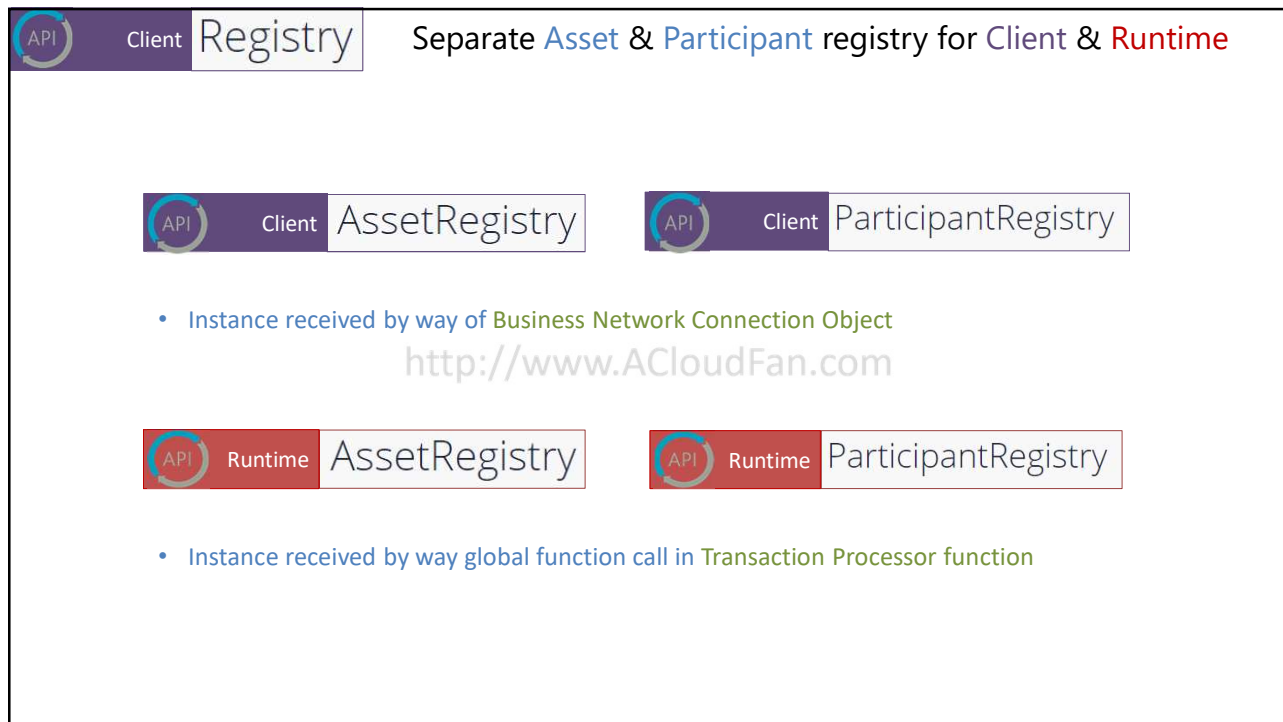 API Client Registry Separate Asset & Participant registry for Client & Runtime
API Client AssetRegistry API Client ParticipantRegistry
• Instance received by way of Business Network Connection Object
http://www.ACloudFan.com
API Runtime AssetRegistry API Runtime ParticipantRegistry
• Instance received by way global function call in Transaction Processor function